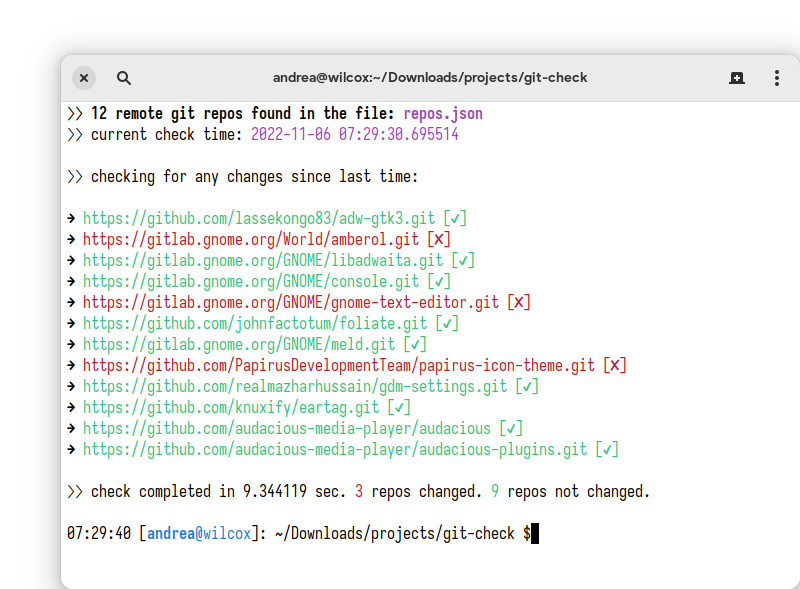 andrea@wilcox:~/Downloads/projects/git-check
>> 12 remote git repos found in the file: repos.json
>> current check time: 2022-11-06 07:29:30.695514
>> checking for any changes since last time:
→ https://github.com/lassekongo83/adw-gtk3.git [✓]
→ https://gitlab.gnome.org/World/amberol.git [✗]
→ https://gitlab.gnome.org/GNOME/libadwaita.git [✓]
→ https://gitlab.gnome.org/GNOME/console.git [✓]
→ https://gitlab.gnome.org/GNOME/gnome-text-editor.git [✗]
→ https://github.com/johnfactotum/foliate.git [✓]
→ https://gitlab.gnome.org/GNOME/meld.git [✓]
→ https://github.com/PapirusDevelopmentTeam/papirus-icon-theme.git [✗]
→ https://github.com/realmazharhussain/gdm-settings.git [✓]
→ https://github.com/knuxify/eartag.git [✓]
→ https://github.com/audacious-media-player/audacious [✓]
→ https://github.com/audacious-media-player/audacious-plugins.git [✓]
>> check completed in 9.344119 sec. 3 repos changed. 9 repos not changed.
07:29:40 [andrea@wilcox]: ~/Downloads/projects/git-check $